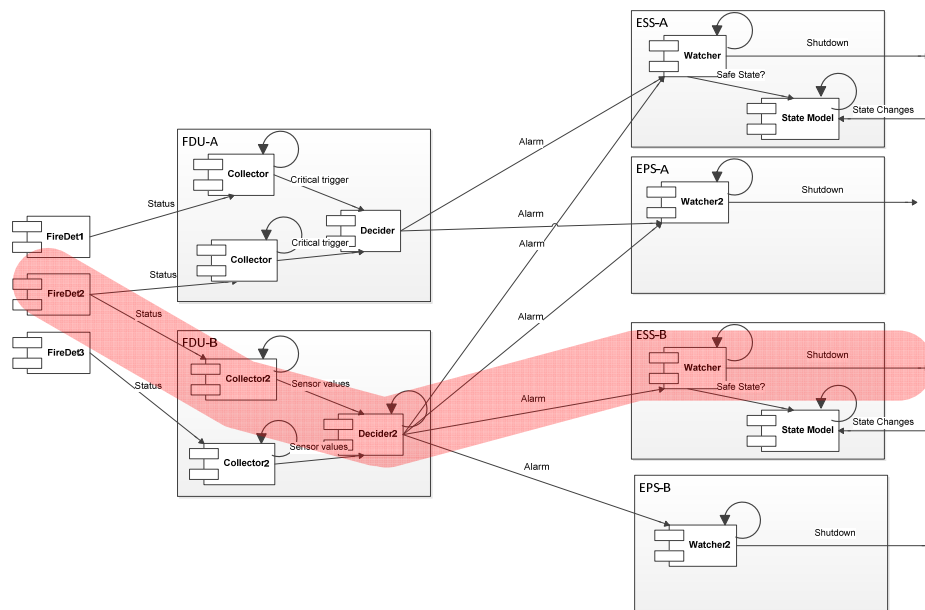 ESS-A
Watcher
Shutdown
Safe State?
State Model
State Changes
FDU-A
Collector
Critical trigger
Alarm
EPS-A
Watcher2
Shutdown
Status
FireDet1
Decider
Alarm
Critical trigger
Collector
Alarm
Status
FireDet2
Status
Alarm
FDU-B
ESS-B
FireDet3
Watcher
Shutdown
Status
Collector2
Sensor values
Safe State?
Alarm
State Changes
Decider2
State Model
Sensor values
Collector2
Alarm
EPS-B
Shutdown
Watcher2